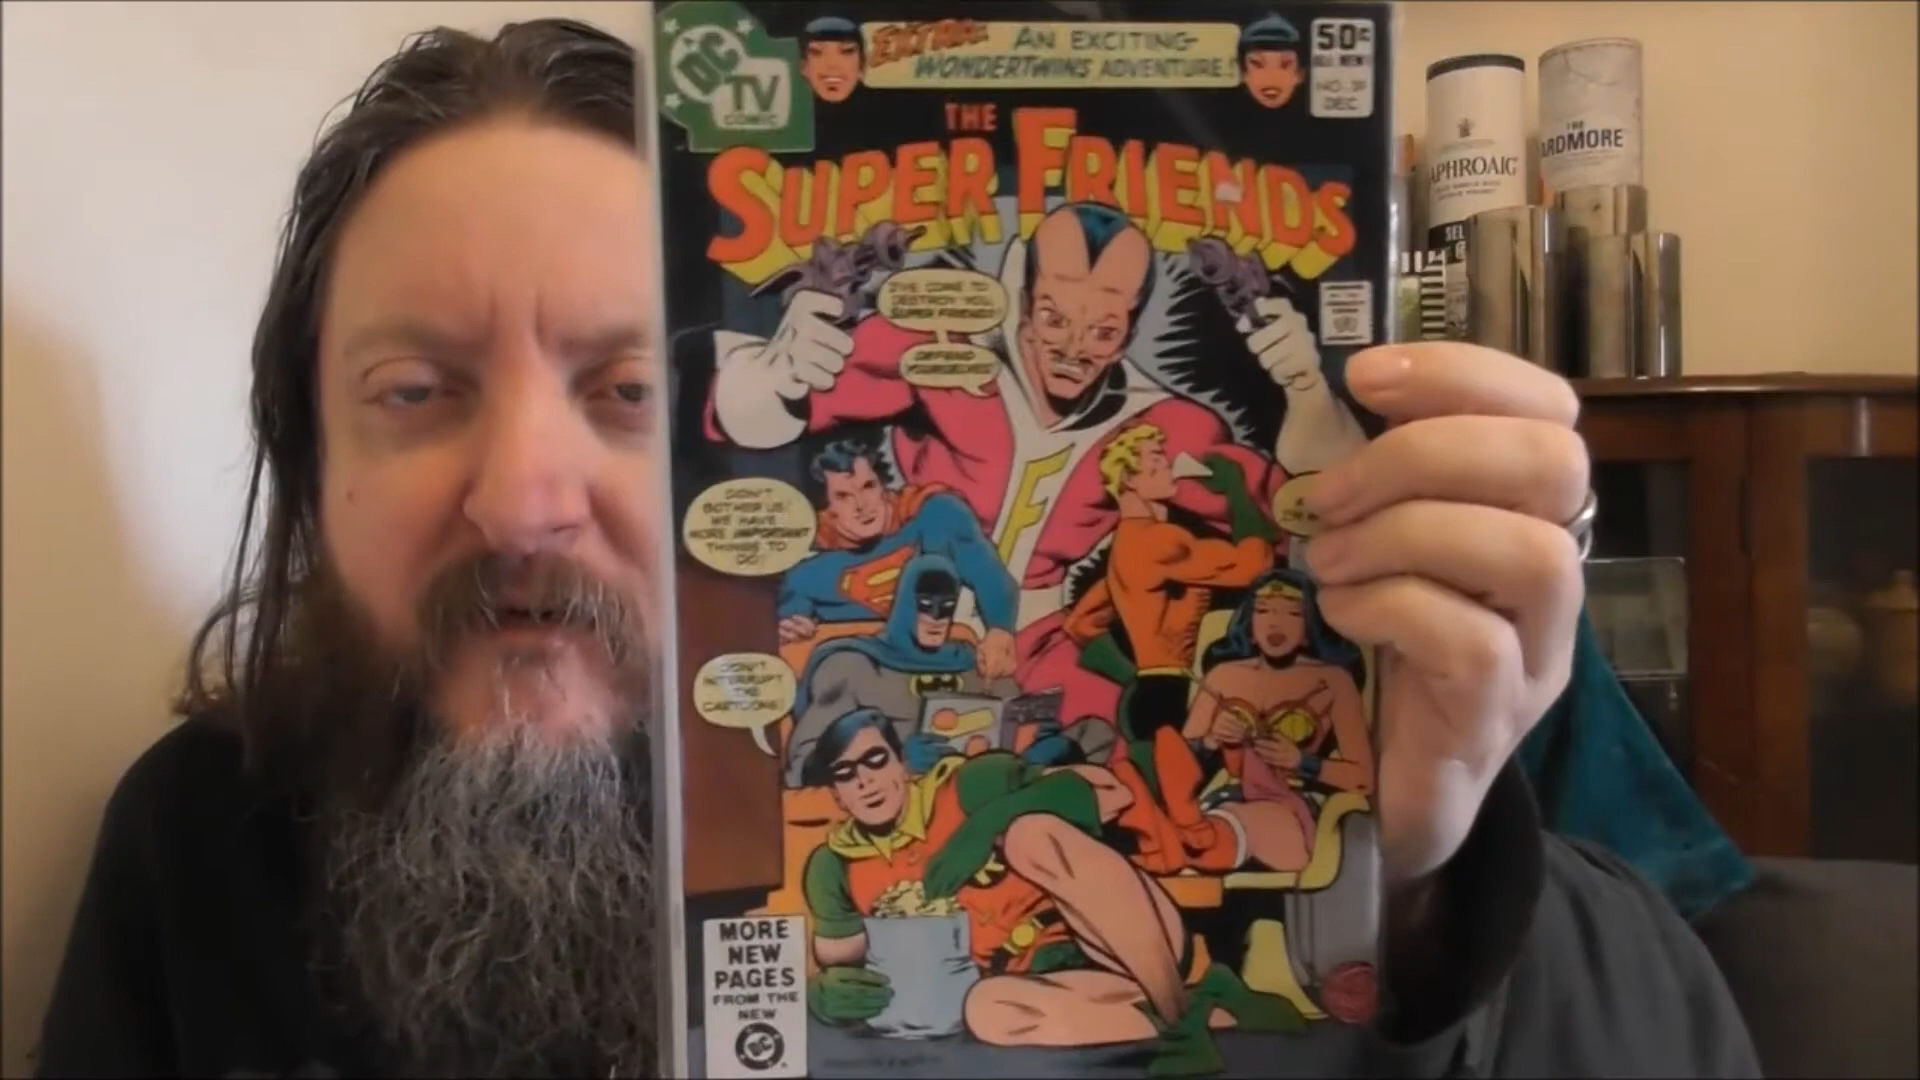 DC
TV
COMIC
EXTRA:
AN EXCITING
WONDERTWINS ADVENTURE!
50¢
NO. 39
DEC
THE
SUPER FRIENDS
I'VE COME TO
DESTROY YOU,
SUPER FRIENDS!
DEFEND
YOURSELVES!
F
DON'T
BOTHER US!
WE HAVE
MORE IMPORTANT
THINGS TO
DO!
DON'T
INTERRUPT
THE
CARTOONS!
S
R
MORE
NEW
PAGES
FROM THE
NEW
DC
APHROAIG
THE
ARDMORE
SEL